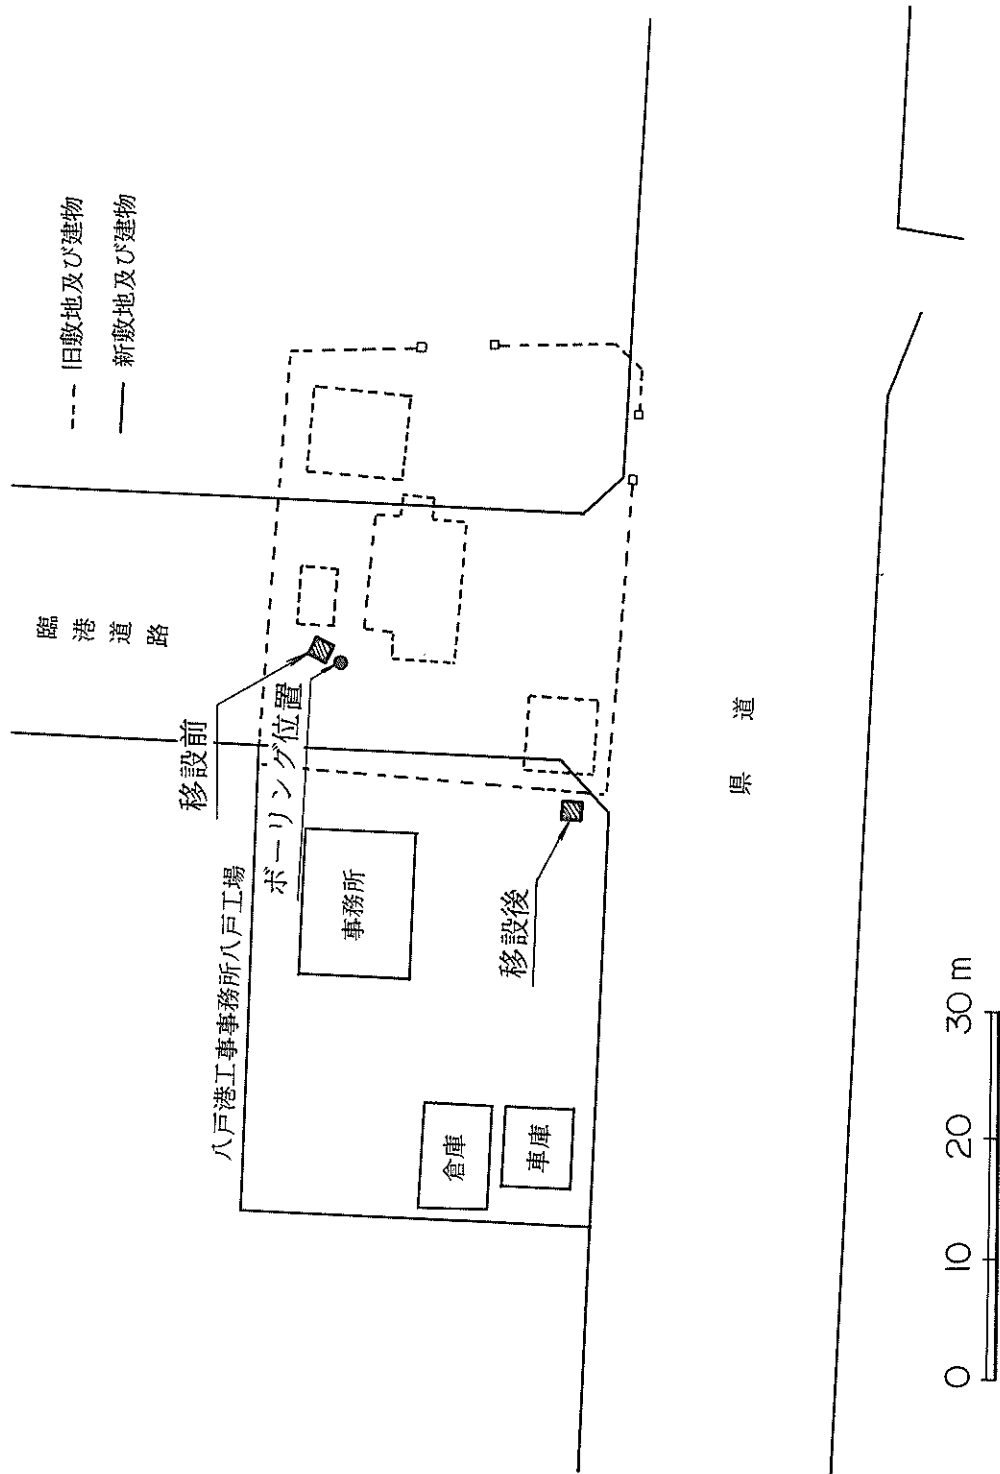 旧敷地及び建物
新敷地及び建物
臨港道路
移設前
ボーリング位置
八戸港工事事務所八戸工場
事務所
移設後
倉庫
車庫
県道
0 10 20 30 m